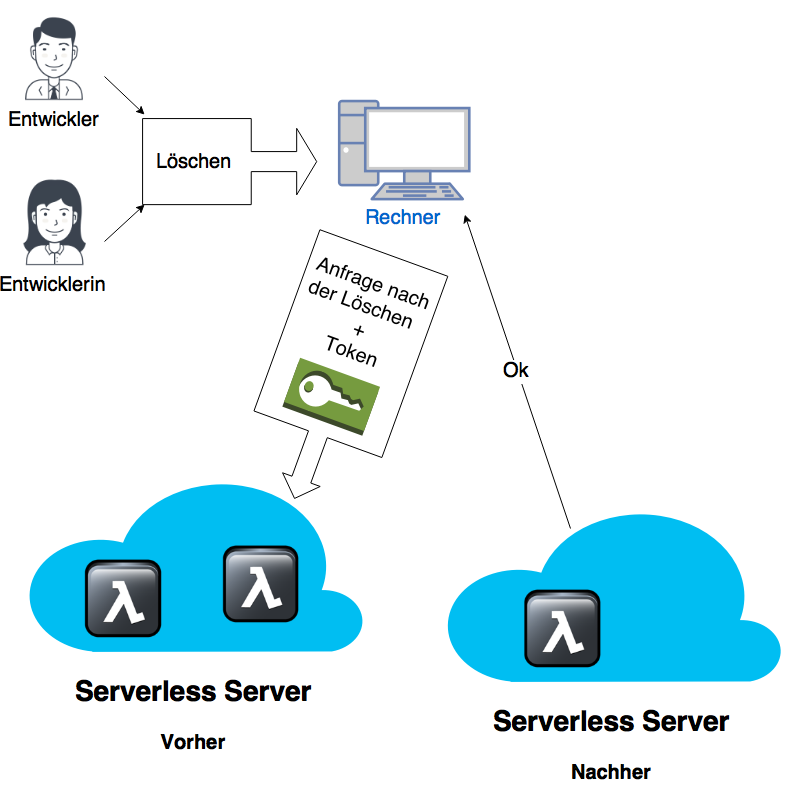 Entwickler
Löschen
Rechner
Entwicklerin
Anfrage nach
der Löschen
+
Token
Ok
λ
λ
λ
Serverless Server
Vorher
Serverless Server
Nachher